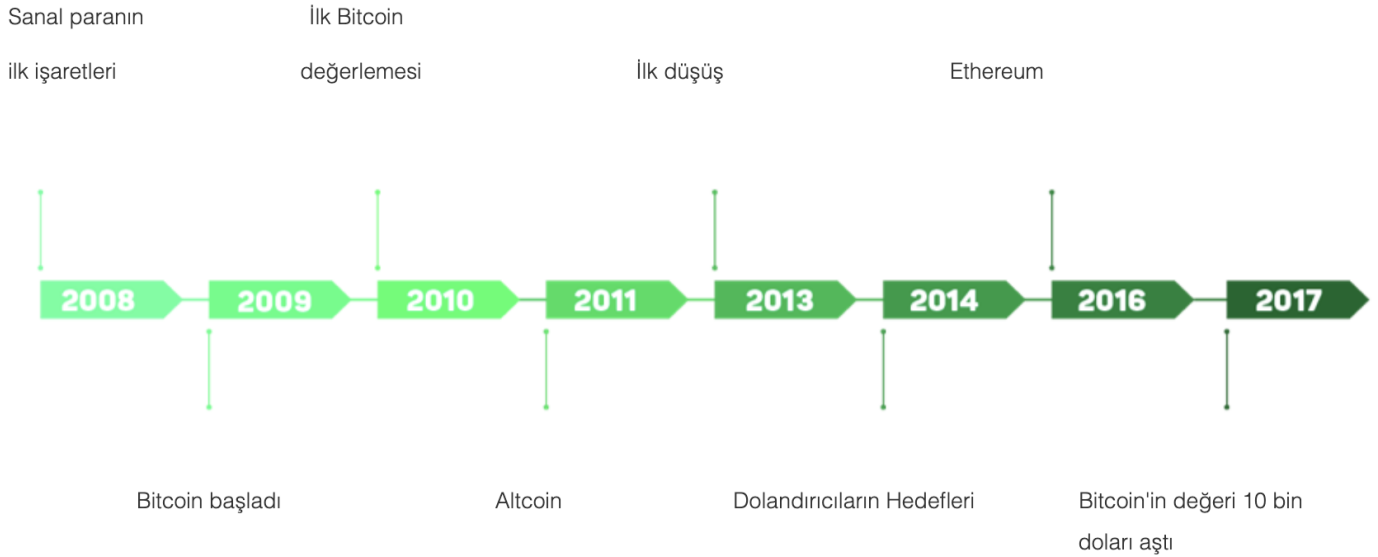 Sanal paranın
ilk işaretleri
İlk Bitcoin
değerlemesi
İlk düşüş
Ethereum
2008
2009
2010
2011
2013
2014
2016
2017
Bitcoin başladı
Altcoin
Dolandırıcıların Hedefleri
Bitcoin'in değeri 10 bin
doları aştı